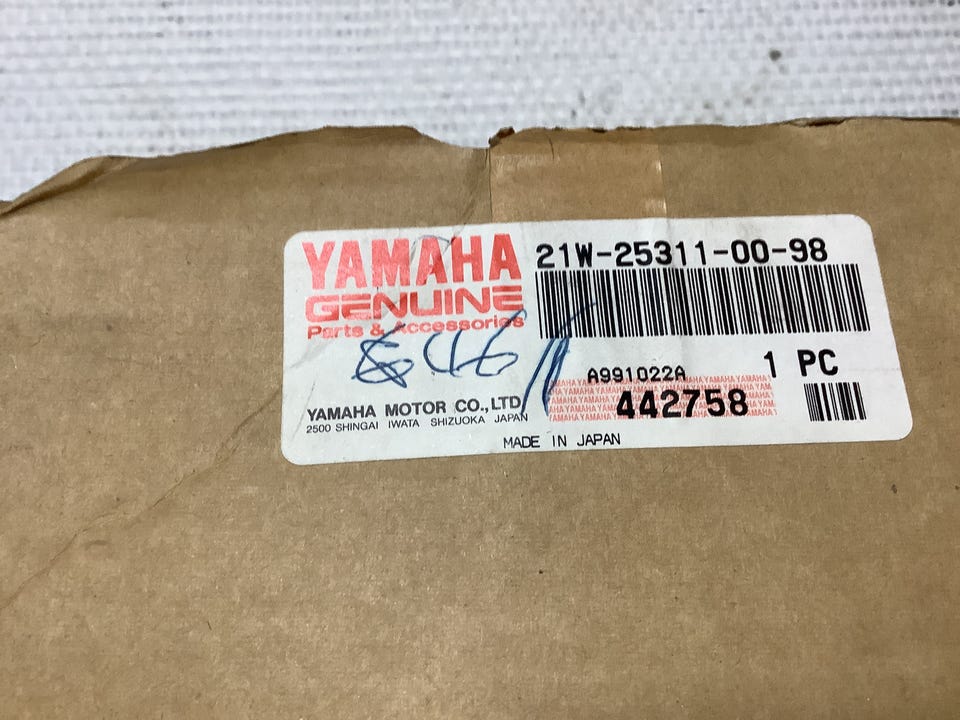 YAMAHA
GENUINE
Parts & Accessories
YAMAHA MOTOR CO.,LTD.
2500 SHINGAI IWATA SHIZUOKA JAPAN
21W-25311-00-98
A991022A
1 PC
442758
MADE IN JAPAN